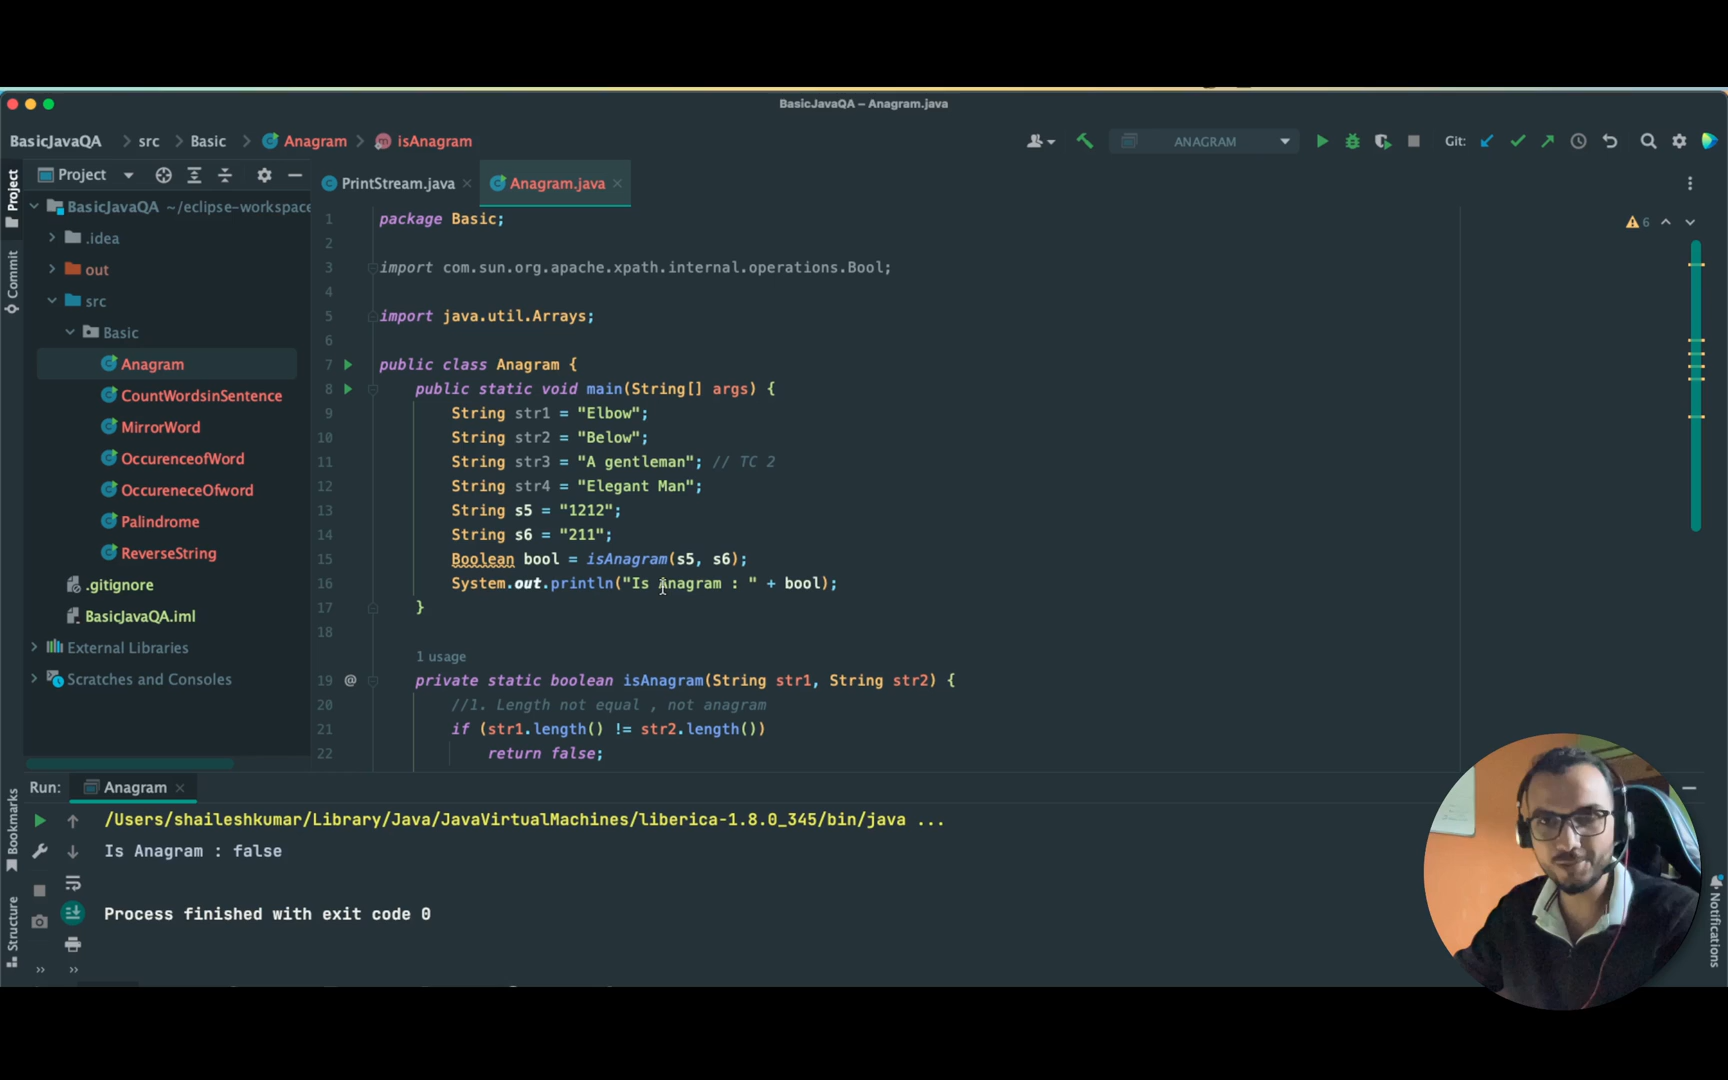 BasicJavaQA – Anagram.java
BasicJavaQA > src > Basic > Anagram > isAnagram
ANAGRAM
Git:
Project
PrintStream.java
Anagram.java
Project
Commit
Bookmarks
Structure
Notifications
BasicJavaQA ~/eclipse-workspace
.idea
out
src
Basic
Anagram
CountWordsinSentence
MirrorWord
OccurenceofWord
OccureneceOfword
Palindrome
ReverseString
.gitignore
BasicJavaQA.iml
External Libraries
Scratches and Consoles
6
1 package Basic;
2
3 import com.sun.org.apache.xpath.internal.operations.Bool;
4
5 import java.util.Arrays;
6
7 public class Anagram {
8 public static void main(String[] args) {
9 String str1 = "Elbow";
10 String str2 = "Below";
11 String str3 = "A gentleman"; // TC 2
12 String str4 = "Elegant Man";
13 String s5 = "1212";
14 String s6 = "211";
15 Boolean bool = isAnagram(s5, s6);
16 System.out.println("Is Anagram : " + bool);
17 }
18
1 usage
19 @ private static boolean isAnagram(String str1, String str2) {
20 //1. Length not equal , not anagram
21 if (str1.length() != str2.length())
22 return false;
Run: Anagram
/Users/shaileshkumar/Library/Java/JavaVirtualMachines/liberica-1.8.0_345/bin/java ...
Is Anagram : false
Process finished with exit code 0